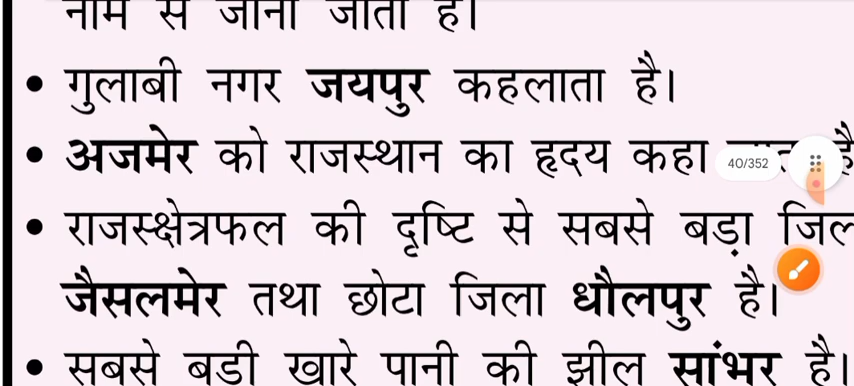 नाम से जाना जाता है।
• गुलाबी नगर जयपुर कहलाता है।
• अजमेर को राजस्थान का हृदय कहा है
40/352
• राजस्क्षेत्रफल की दृष्टि से सबसे बड़ा
जैसलमेर तथा छोटा जिला धौलपुर है।
• सबसे बडी खारे पानी की झील सांभर है।